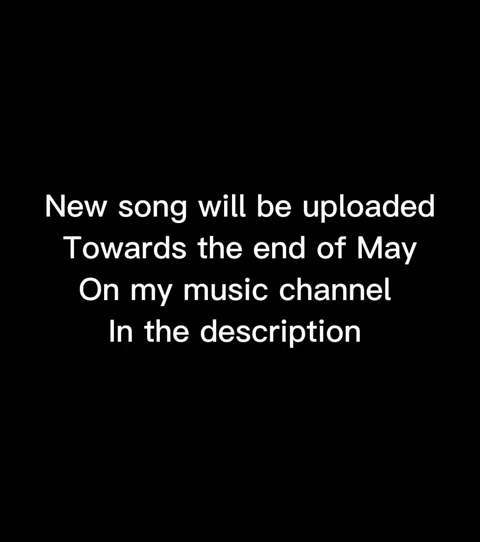 New song will be uploaded
Towards the end of May
On my music channel
In the description